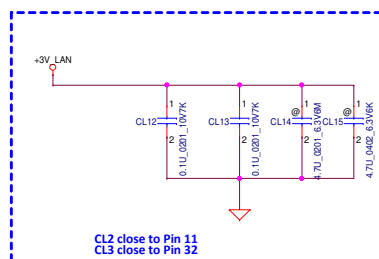 +3V_LAN
1
CL12
2
0.1U_0201_10V7K
1
CL13
2
0.1U_0201_10V7K
@
1
CL14
2
4.7U_0201_6.3V6M
@
1
CL15
2
4.7U_0402_6.3V6K
CL2 close to Pin 11
CL3 close to Pin 32